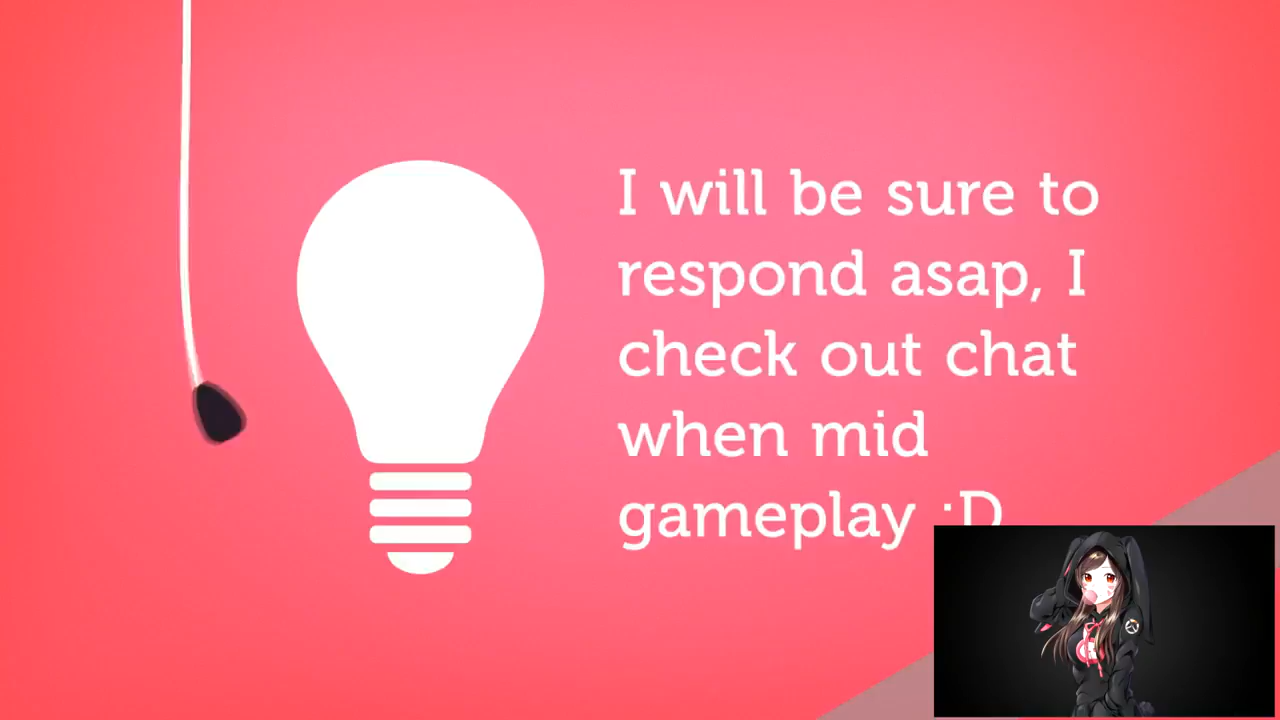 I will be sure to
respond asap, I
check out chat
when mid
gameplay :D